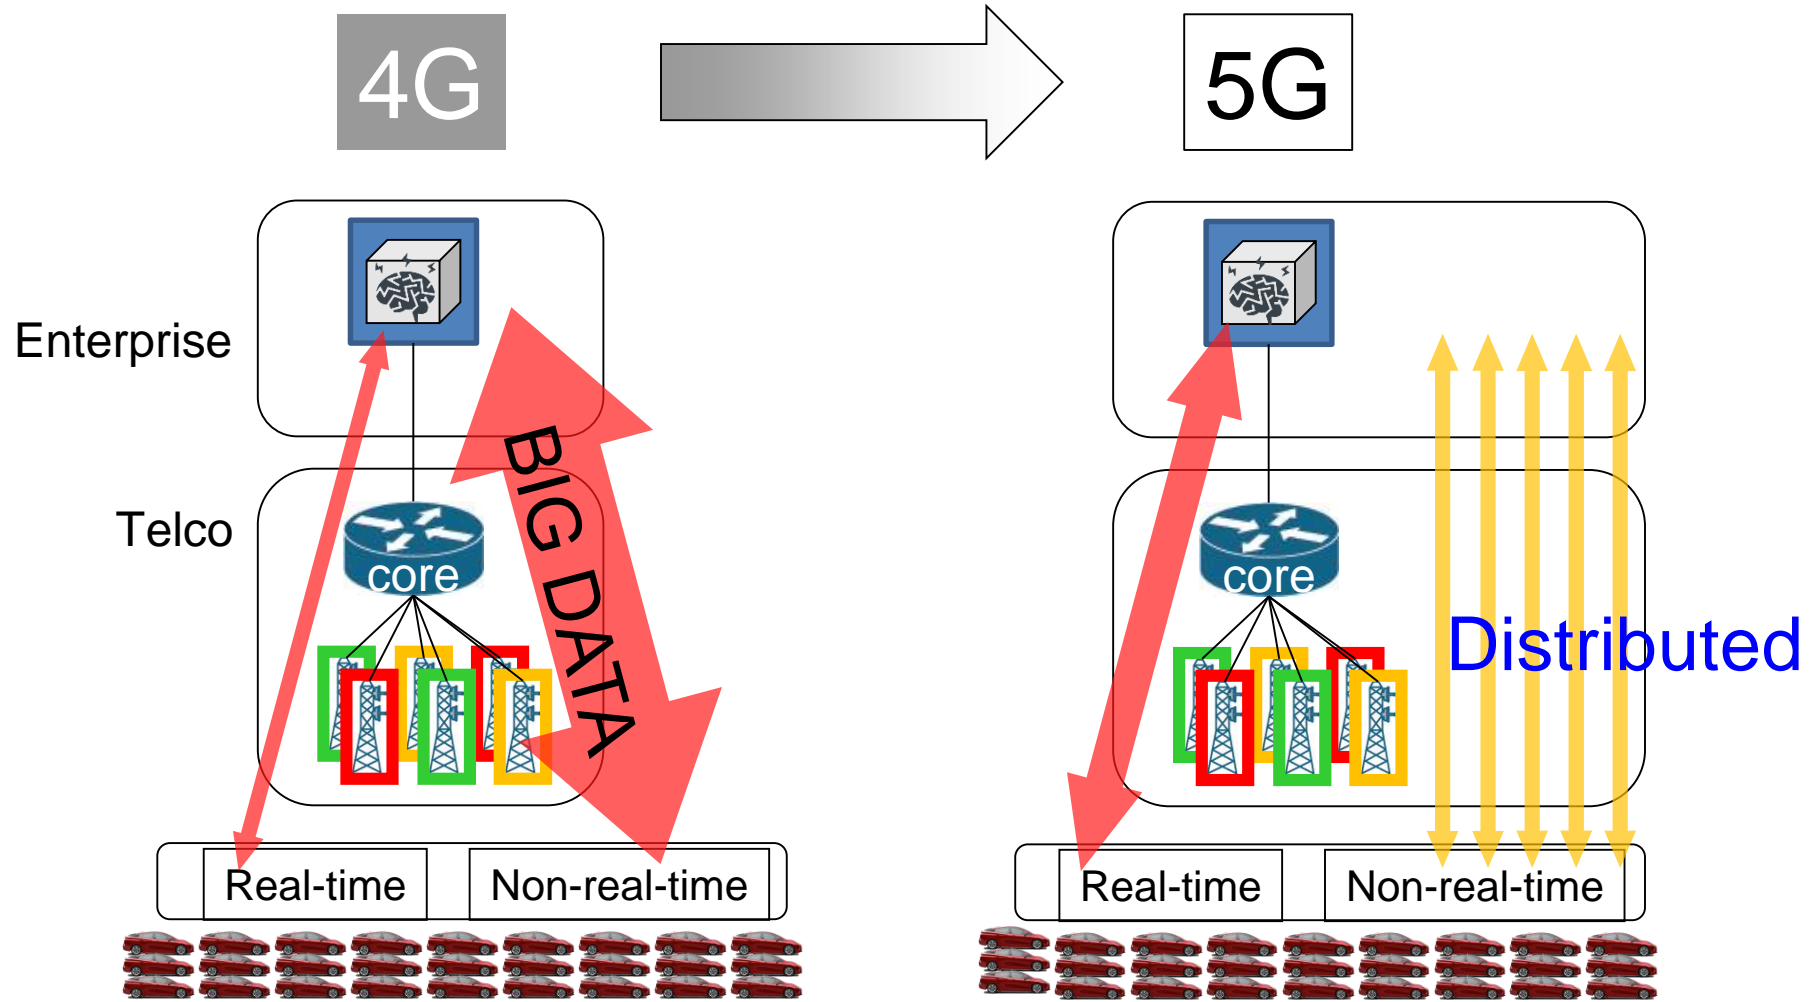 4G
5G
Enterprise
Telco
BIG DATA
core
core
Distributed
Real-time
Non-real-time
Real-time
Non-real-time